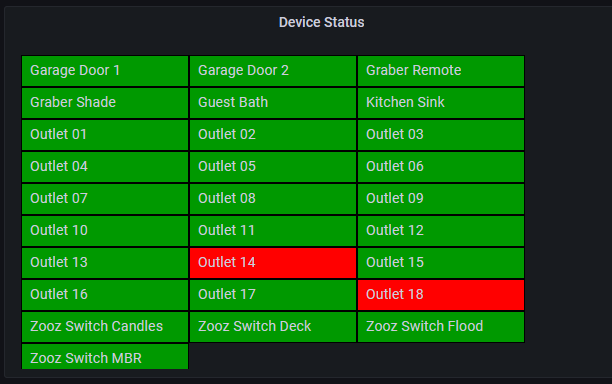 Device Status
Garage Door 1 Garage Door 2 Graber Remote
Graber Shade Guest Bath Kitchen Sink
Outlet 01 Outlet 02 Outlet 03
Outlet 04 Outlet 05 Outlet 06
Outlet 07 Outlet 08 Outlet 09
Outlet 10 Outlet 11 Outlet 12
Outlet 13 Outlet 14 Outlet 15
Outlet 16 Outlet 17 Outlet 18
Zooz Switch Candles Zooz Switch Deck Zooz Switch Flood
Zooz Switch MBR